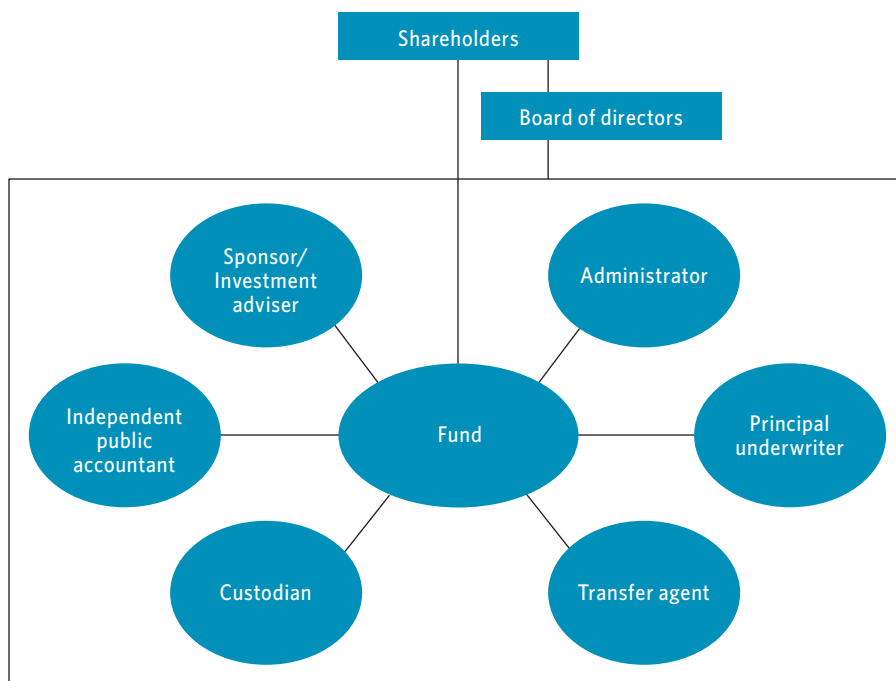 Shareholders
Board of directors
Sponsor/
Investment
adviser
Administrator
Independent
public
accountant
Fund
Principal
underwriter
Custodian
Transfer agent